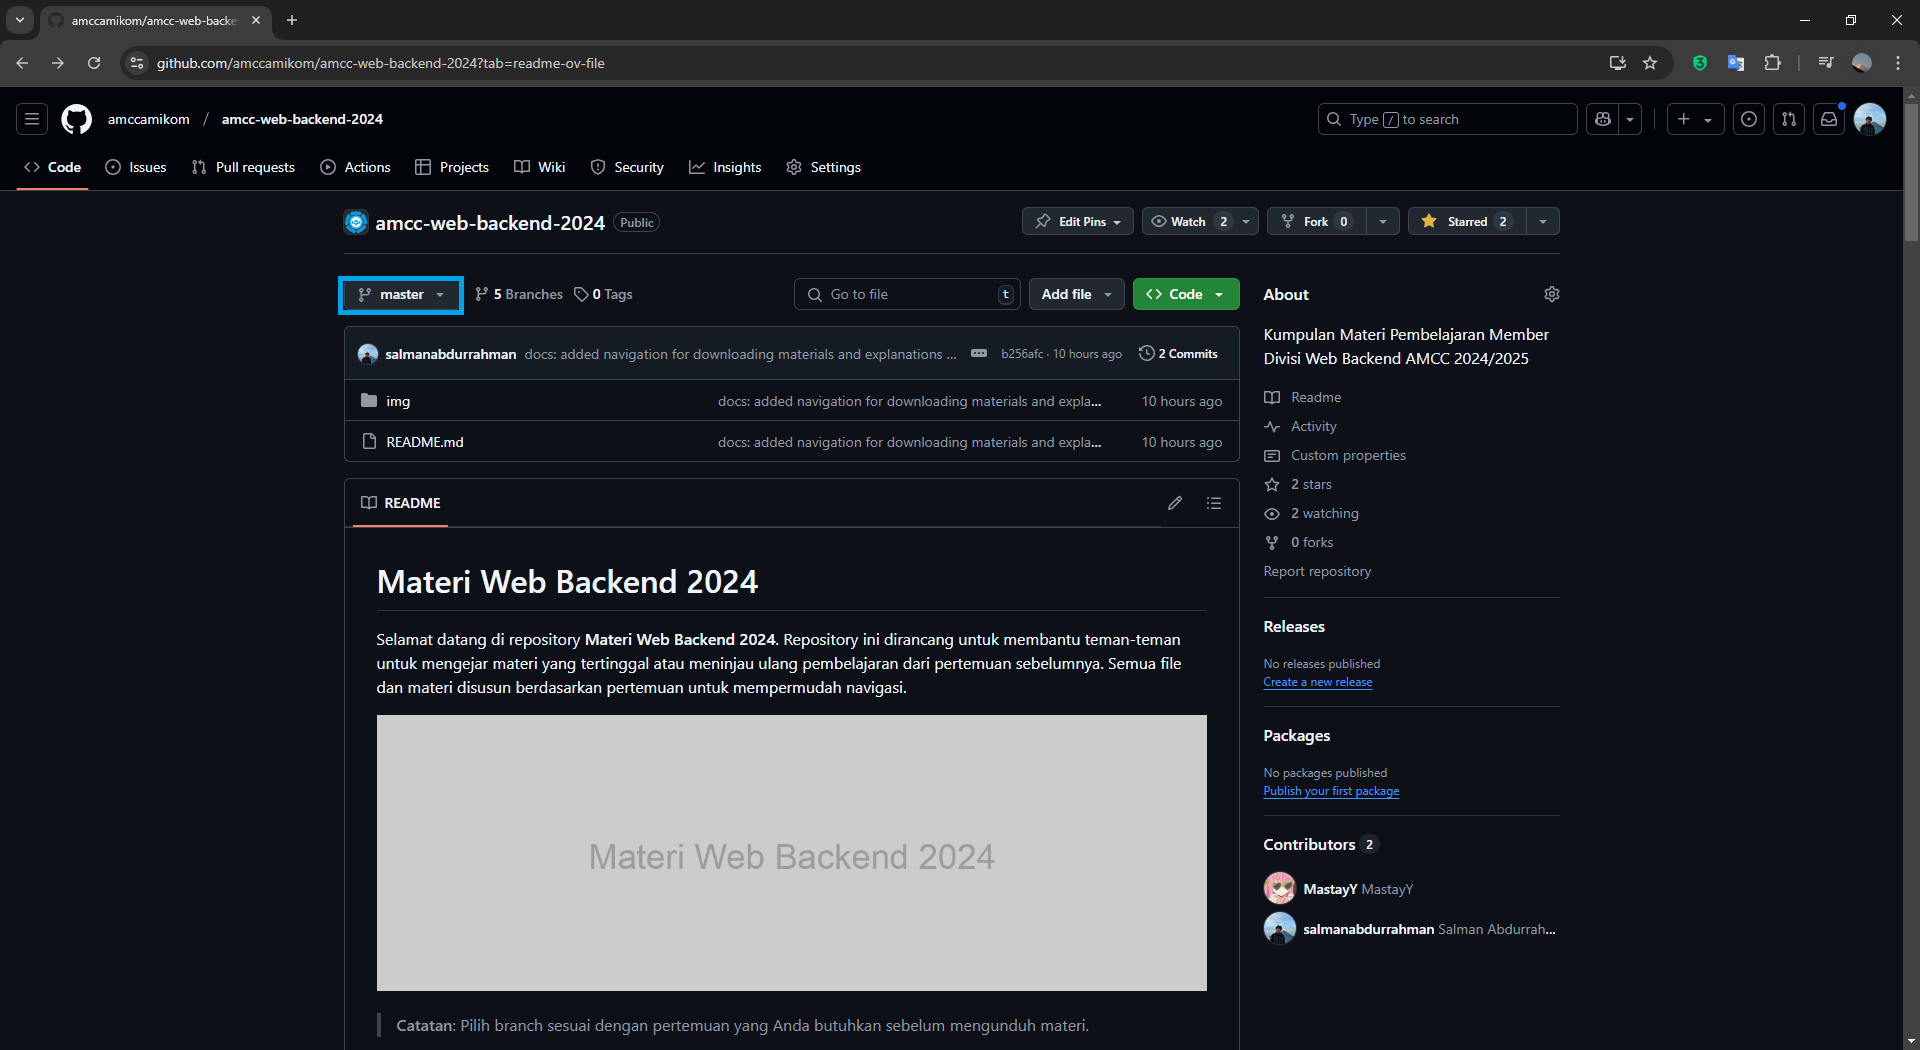 amccamikom/amcc-web-backe
github.com/amccamikom/amcc-web-backend-2024?tab=readme-ov-file
amccamikom / amcc-web-backend-2024
Type / to search
Code
Issues
Pull requests
Actions
Projects
Wiki
Security
Insights
Settings
amcc-web-backend-2024 Public
Edit Pins
Watch 2
Fork 0
Starred 2
master
5 Branches
0 Tags
Go to file t
Add file
Code
salmanabdurrahman docs: added navigation for downloading materials and explanations ... b256afc · 10 hours ago 2 Commits
img docs: added navigation for downloading materials and expla... 10 hours ago
README.md docs: added navigation for downloading materials and expla... 10 hours ago
README
Materi Web Backend 2024
Selamat datang di repository Materi Web Backend 2024. Repository ini dirancang untuk membantu teman-teman
untuk mengejar materi yang tertinggal atau meninjau ulang pembelajaran dari pertemuan sebelumnya. Semua file
dan materi disusun berdasarkan pertemuan untuk mempermudah navigasi.
Materi Web Backend 2024
Catatan: Pilih branch sesuai dengan pertemuan yang Anda butuhkan sebelum mengunduh materi.
About
Kumpulan Materi Pembelajaran Member
Divisi Web Backend AMCC 2024/2025
Readme
Activity
Custom properties
2 stars
2 watching
0 forks
Report repository
Releases
No releases published
Create a new release
Packages
No packages published
Publish your first package
Contributors 2
MastayY MastayY
salmanabdurrahman Salman Abdurrah...